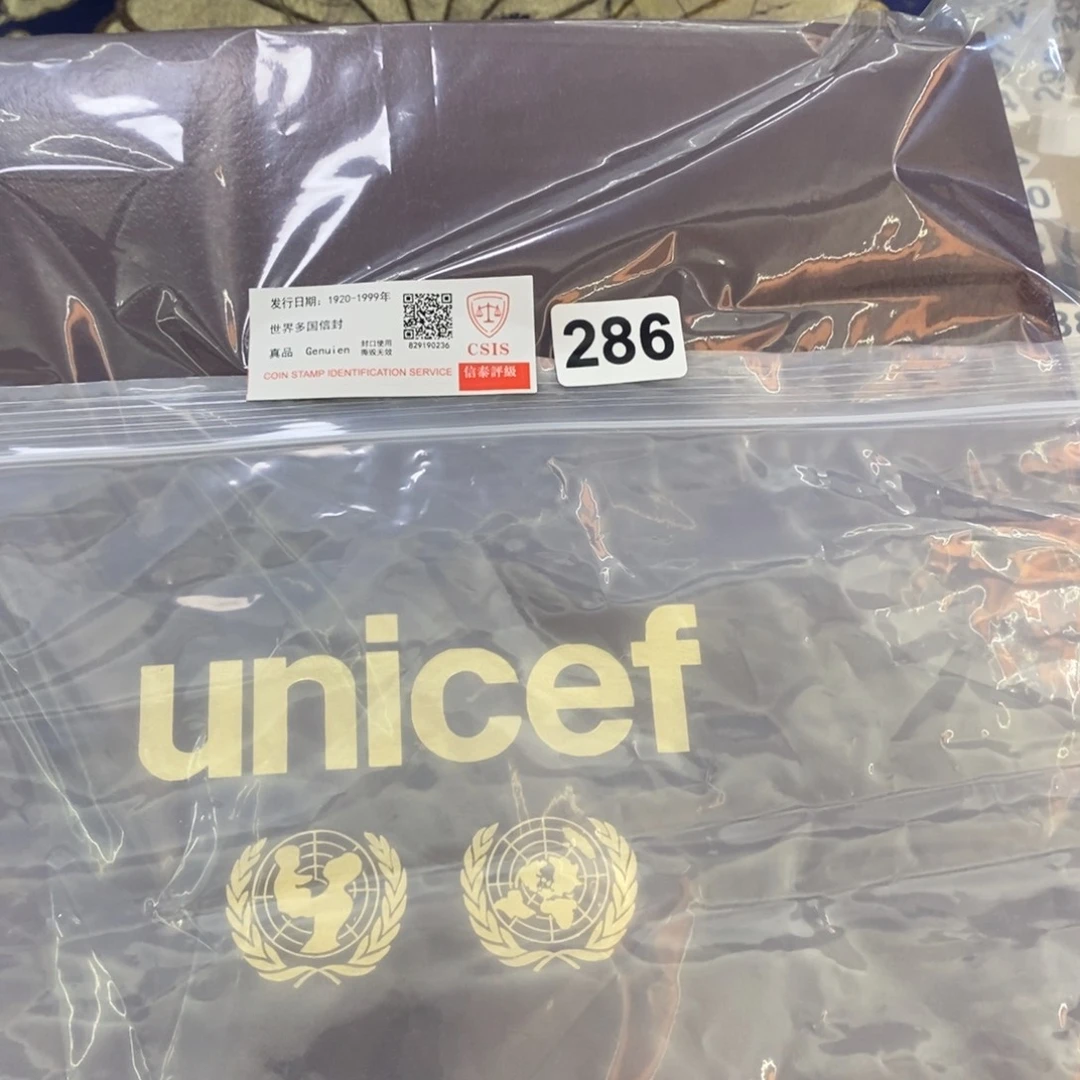 发行日期：1920-1999年
世界多国信封
真品 Genuien 封口使用
撕毁无效
829190236
COIN STAMP IDENTIFICATION SERVICE
CSIS
信泰評級
286
unicef